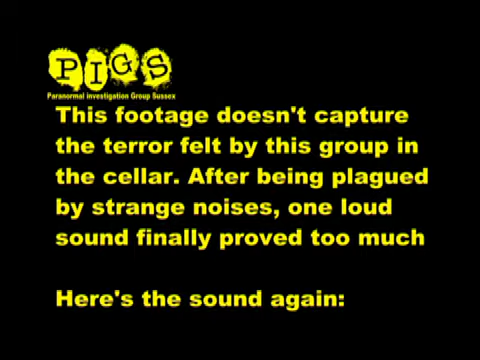 PIGS
Paranormal Investigation Group Sussex
This footage doesn't capture
the terror felt by this group in
the cellar. After being plagued
by strange noises, one loud
sound finally proved too much
Here's the sound again: